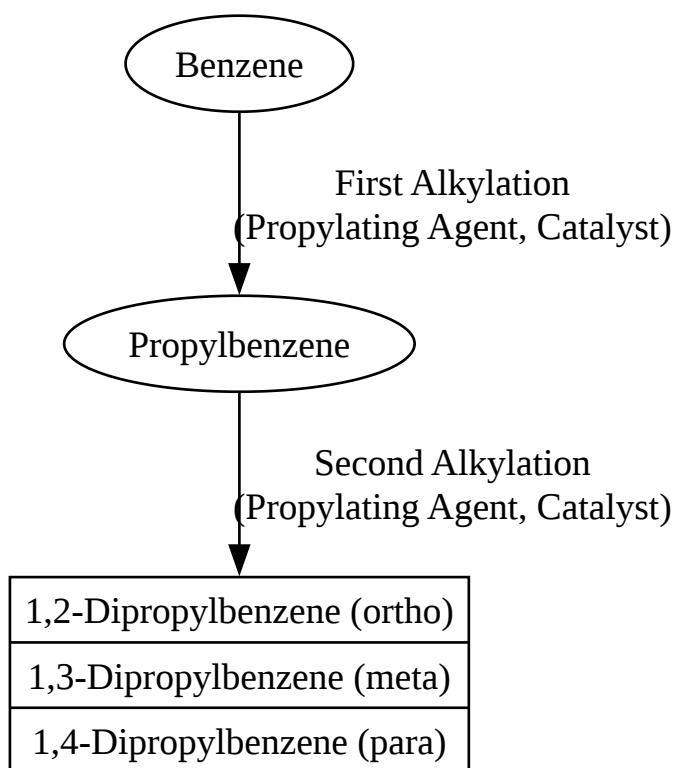 Benzene
First Alkylation
(Propylating Agent, Catalyst)
Propylbenzene
Second Alkylation
(Propylating Agent, Catalyst)
1,2-Dipropylbenzene (ortho)
1,3-Dipropylbenzene (meta)
1,4-Dipropylbenzene (para)